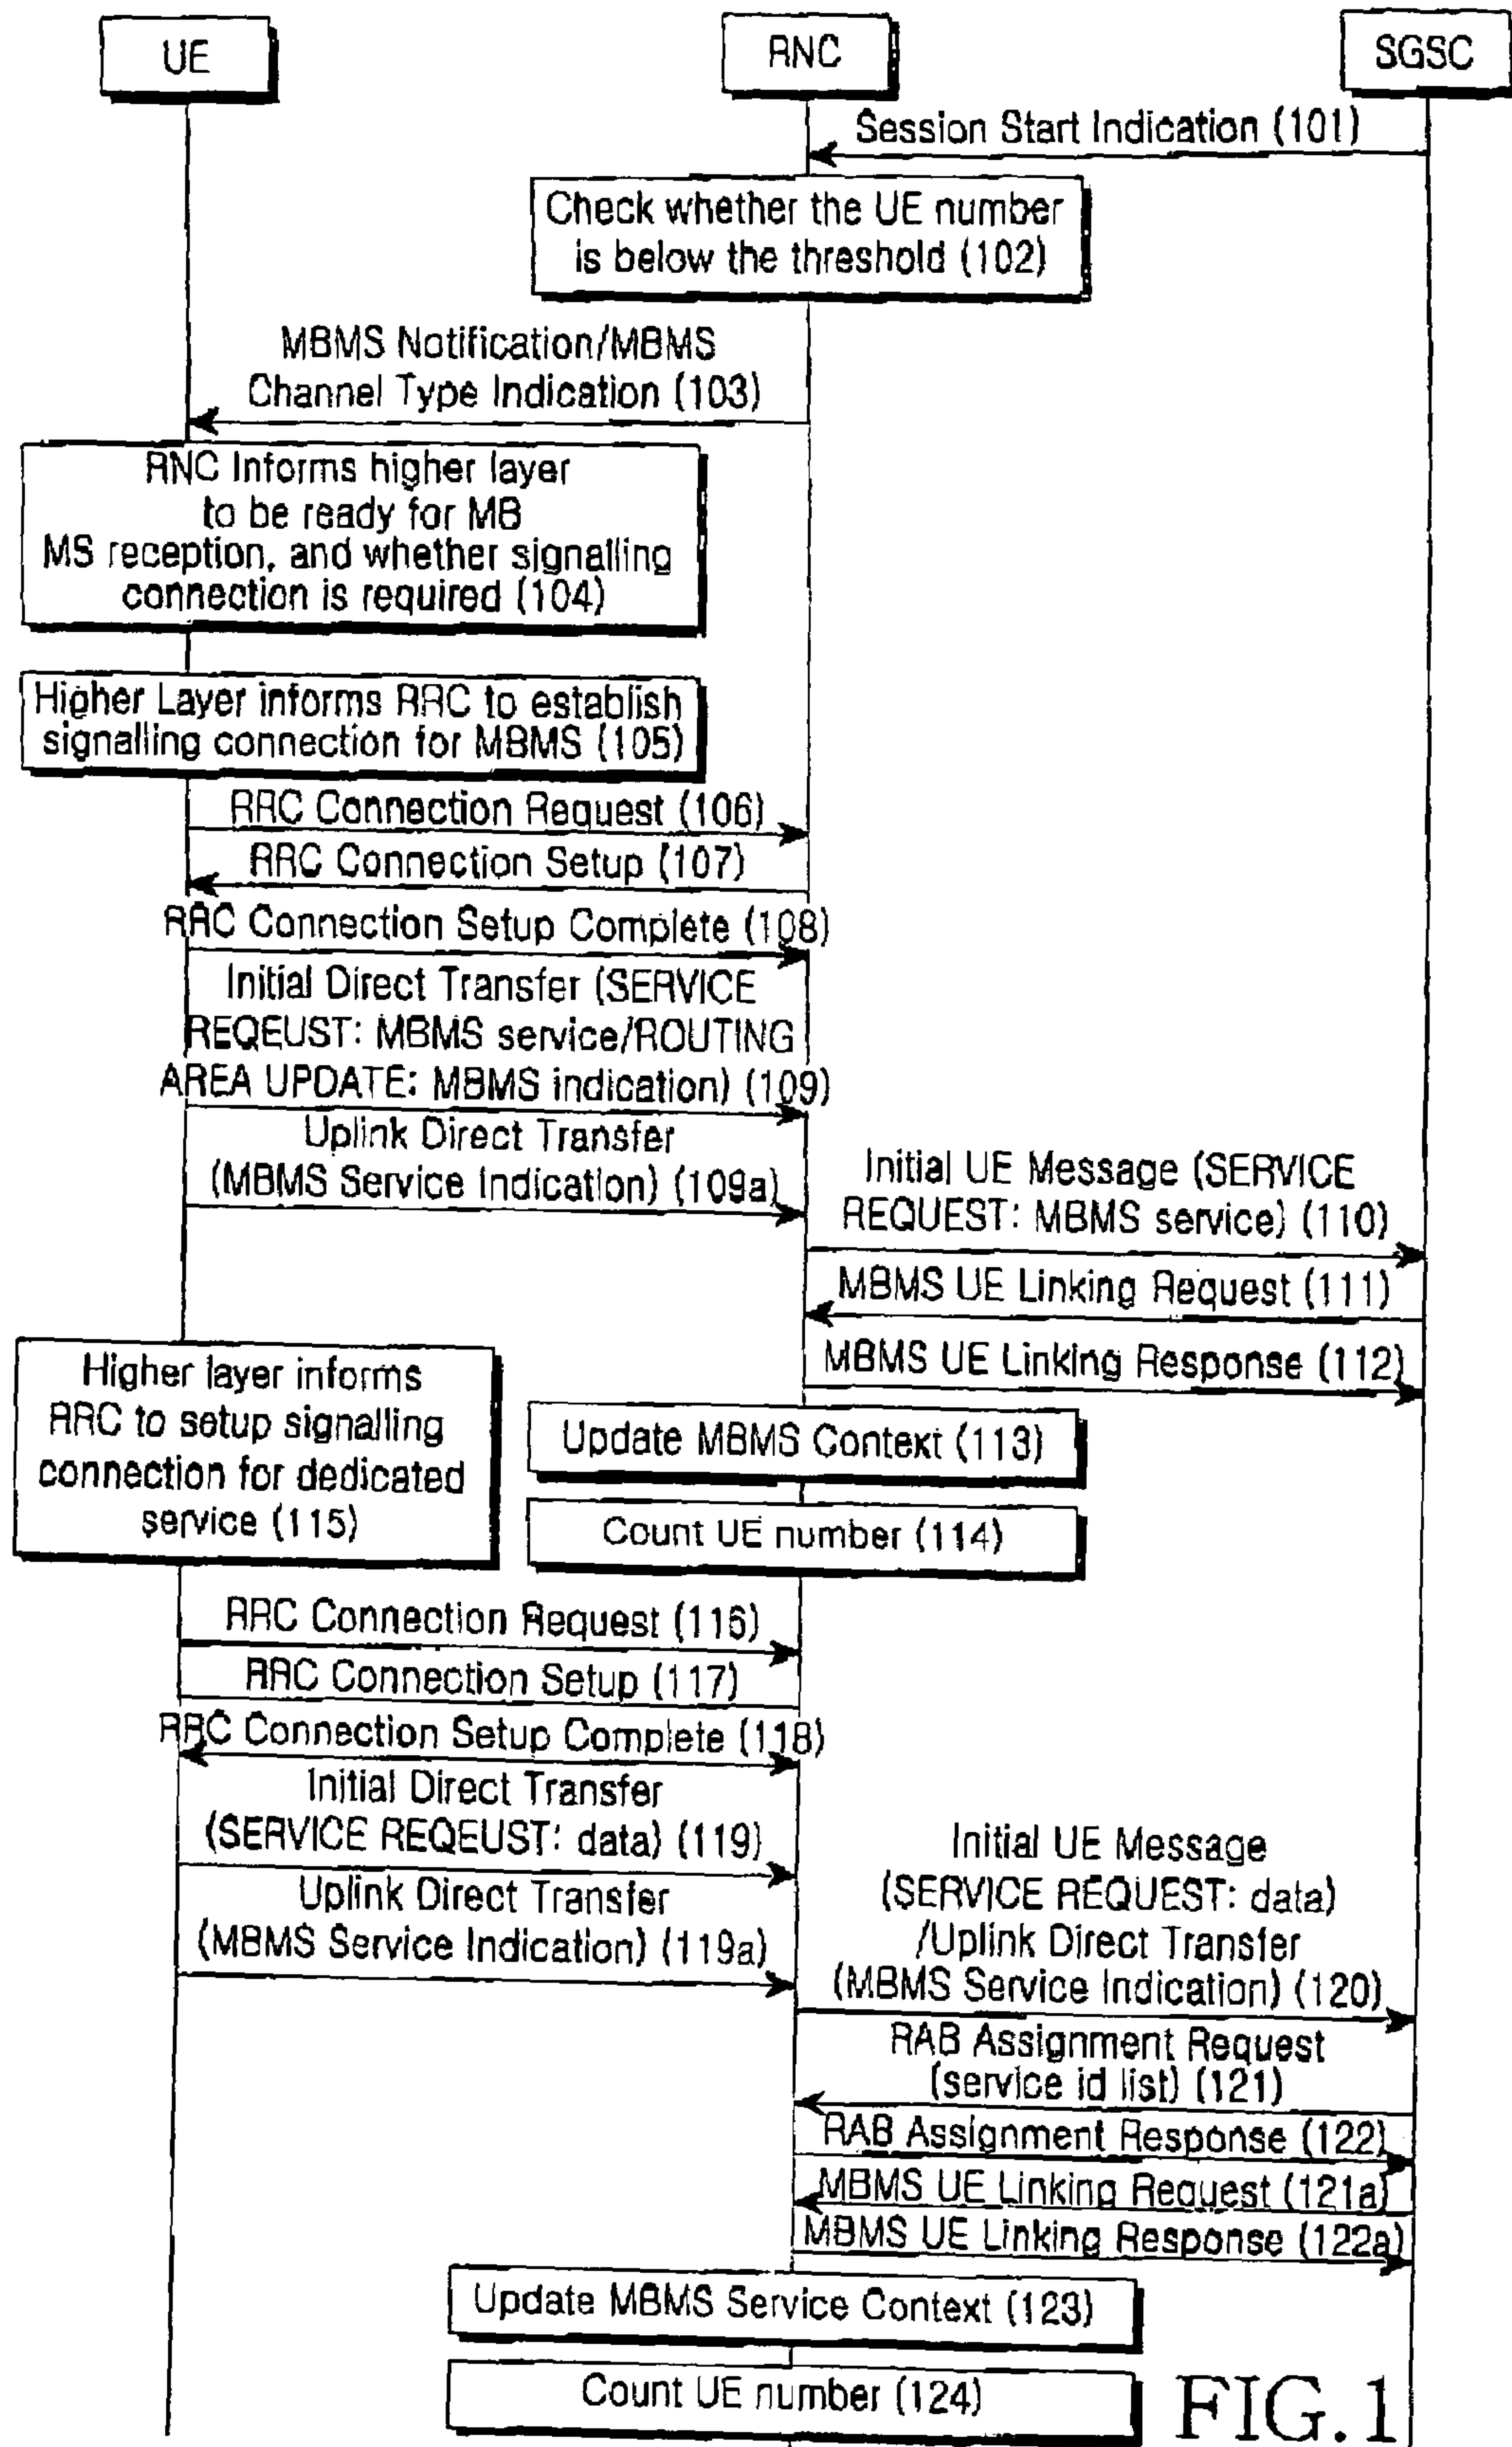 UE
RNC
SGSC
Session Start Indication (101)
Check whether the UE number
is below the threshold (102)
MBMS Notification/MBMS
Channel Type Indication (103)
RNC Informs higher layer
to be ready for MB
MS reception, and whether signalling
connection is required (104)
Higher Layer informs RRC to establish
signalling connection for MBMS (105)
RRC Connection Request (106)
RRC Connection Setup (107)
RRC Connection Setup Complete (108)
Initial Direct Transfer (SERVICE
REQEUST: MBMS service/ROUTING
AREA UPDATE: MBMS indication) (109)
Uplink Direct Transfer
(MBMS Service Indication) (109a)
Initial UE Message (SERVICE
REQUEST: MBMS service) (110)
MBMS UE Linking Request (111)
MBMS UE Linking Response (112)
Higher layer informs
RRC to setup signalling
connection for dedicated
service (115)
Update MBMS Context (113)
Count UE number (114)
RRC Connection Request (116)
RRC Connection Setup (117)
RRC Connection Setup Complete (118)
Initial Direct Transfer
(SERVICE REQEUST: data) (119)
Uplink Direct Transfer
(MBMS Service Indication) (119a)
Initial UE Message
(SERVICE REQUEST: data)
/Uplink Direct Transfer
(MBMS Service Indication) (120)
RAB Assignment Request
(service id list) (121)
RAB Assignment Response (122)
MBMS UE Linking Request (121a)
MBMS UE Linking Response (122a)
Update MBMS Service Context (123)
Count UE number (124)
FIG.1